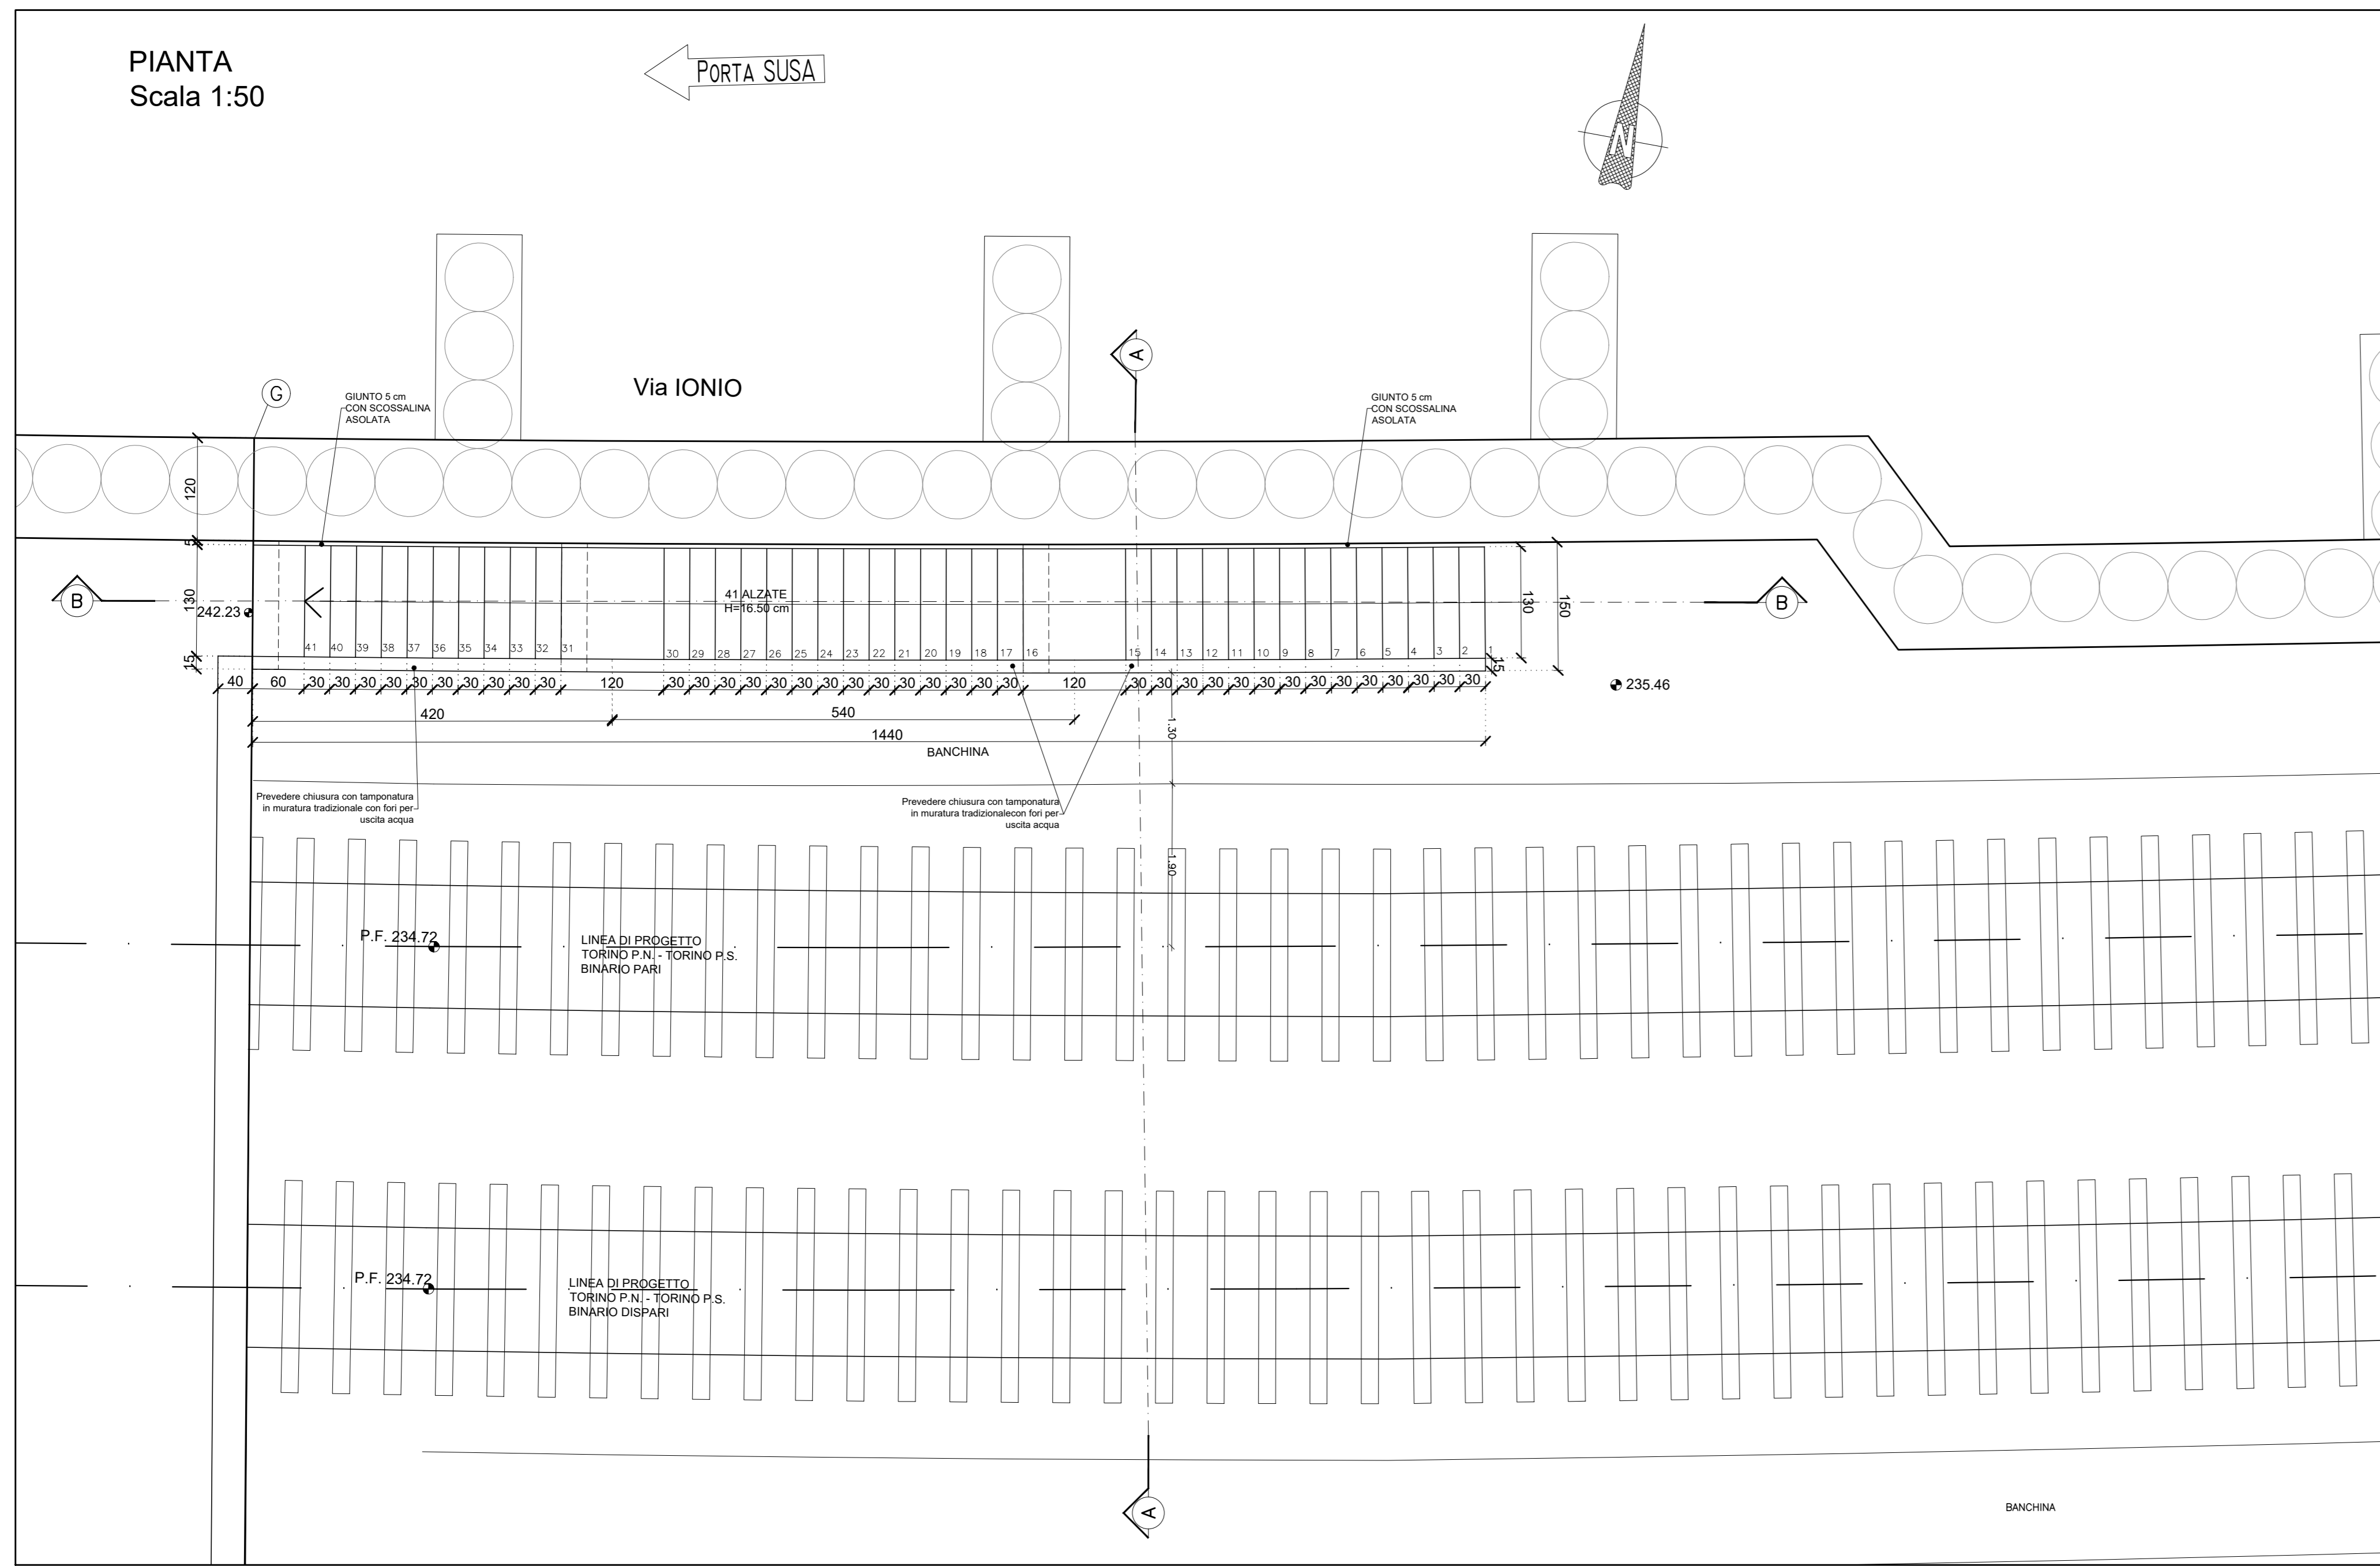 PIANTA
Scala 1:50
PORTA SUSA
N
Via IONIO
A
G
GIUNTO 5 cm
CON SCOSSALINA
ASOLATA
GIUNTO 5 cm
CON SCOSSALINA
ASOLATA
120
5
130
15
B
242.23
41 ALZATE
H=16.50 cm
130
150
15
B
41 40 39 38 37 36 35 34 33 32 31 30 29 28 27 26 25 24 23 22 21 20 19 18 17 16 15 14 13 12 11 10 9 8 7 6 5 4 3 2 1
40 60 30 30 30 30 30 30 30 30 30 30 120 30 30 30 30 30 30 30 30 30 30 30 30 30 30 120 30 30 30 30 30 30 30 30 30 30 30 30 30 30
235.46
420
540
1440
1.30
BANCHINA
Prevedere chiusura con tamponatura
in muratura tradizionale con fori per
uscita acqua
Prevedere chiusura con tamponatura
in muratura tradizionalecon fori per
uscita acqua
1.90
P.F. 234.72
LINEA DI PROGETTO
TORINO P.N. - TORINO P.S.
BINARIO PARI
P.F. 234.72
LINEA DI PROGETTO
TORINO P.N. - TORINO P.S.
BINARIO DISPARI
A
BANCHINA